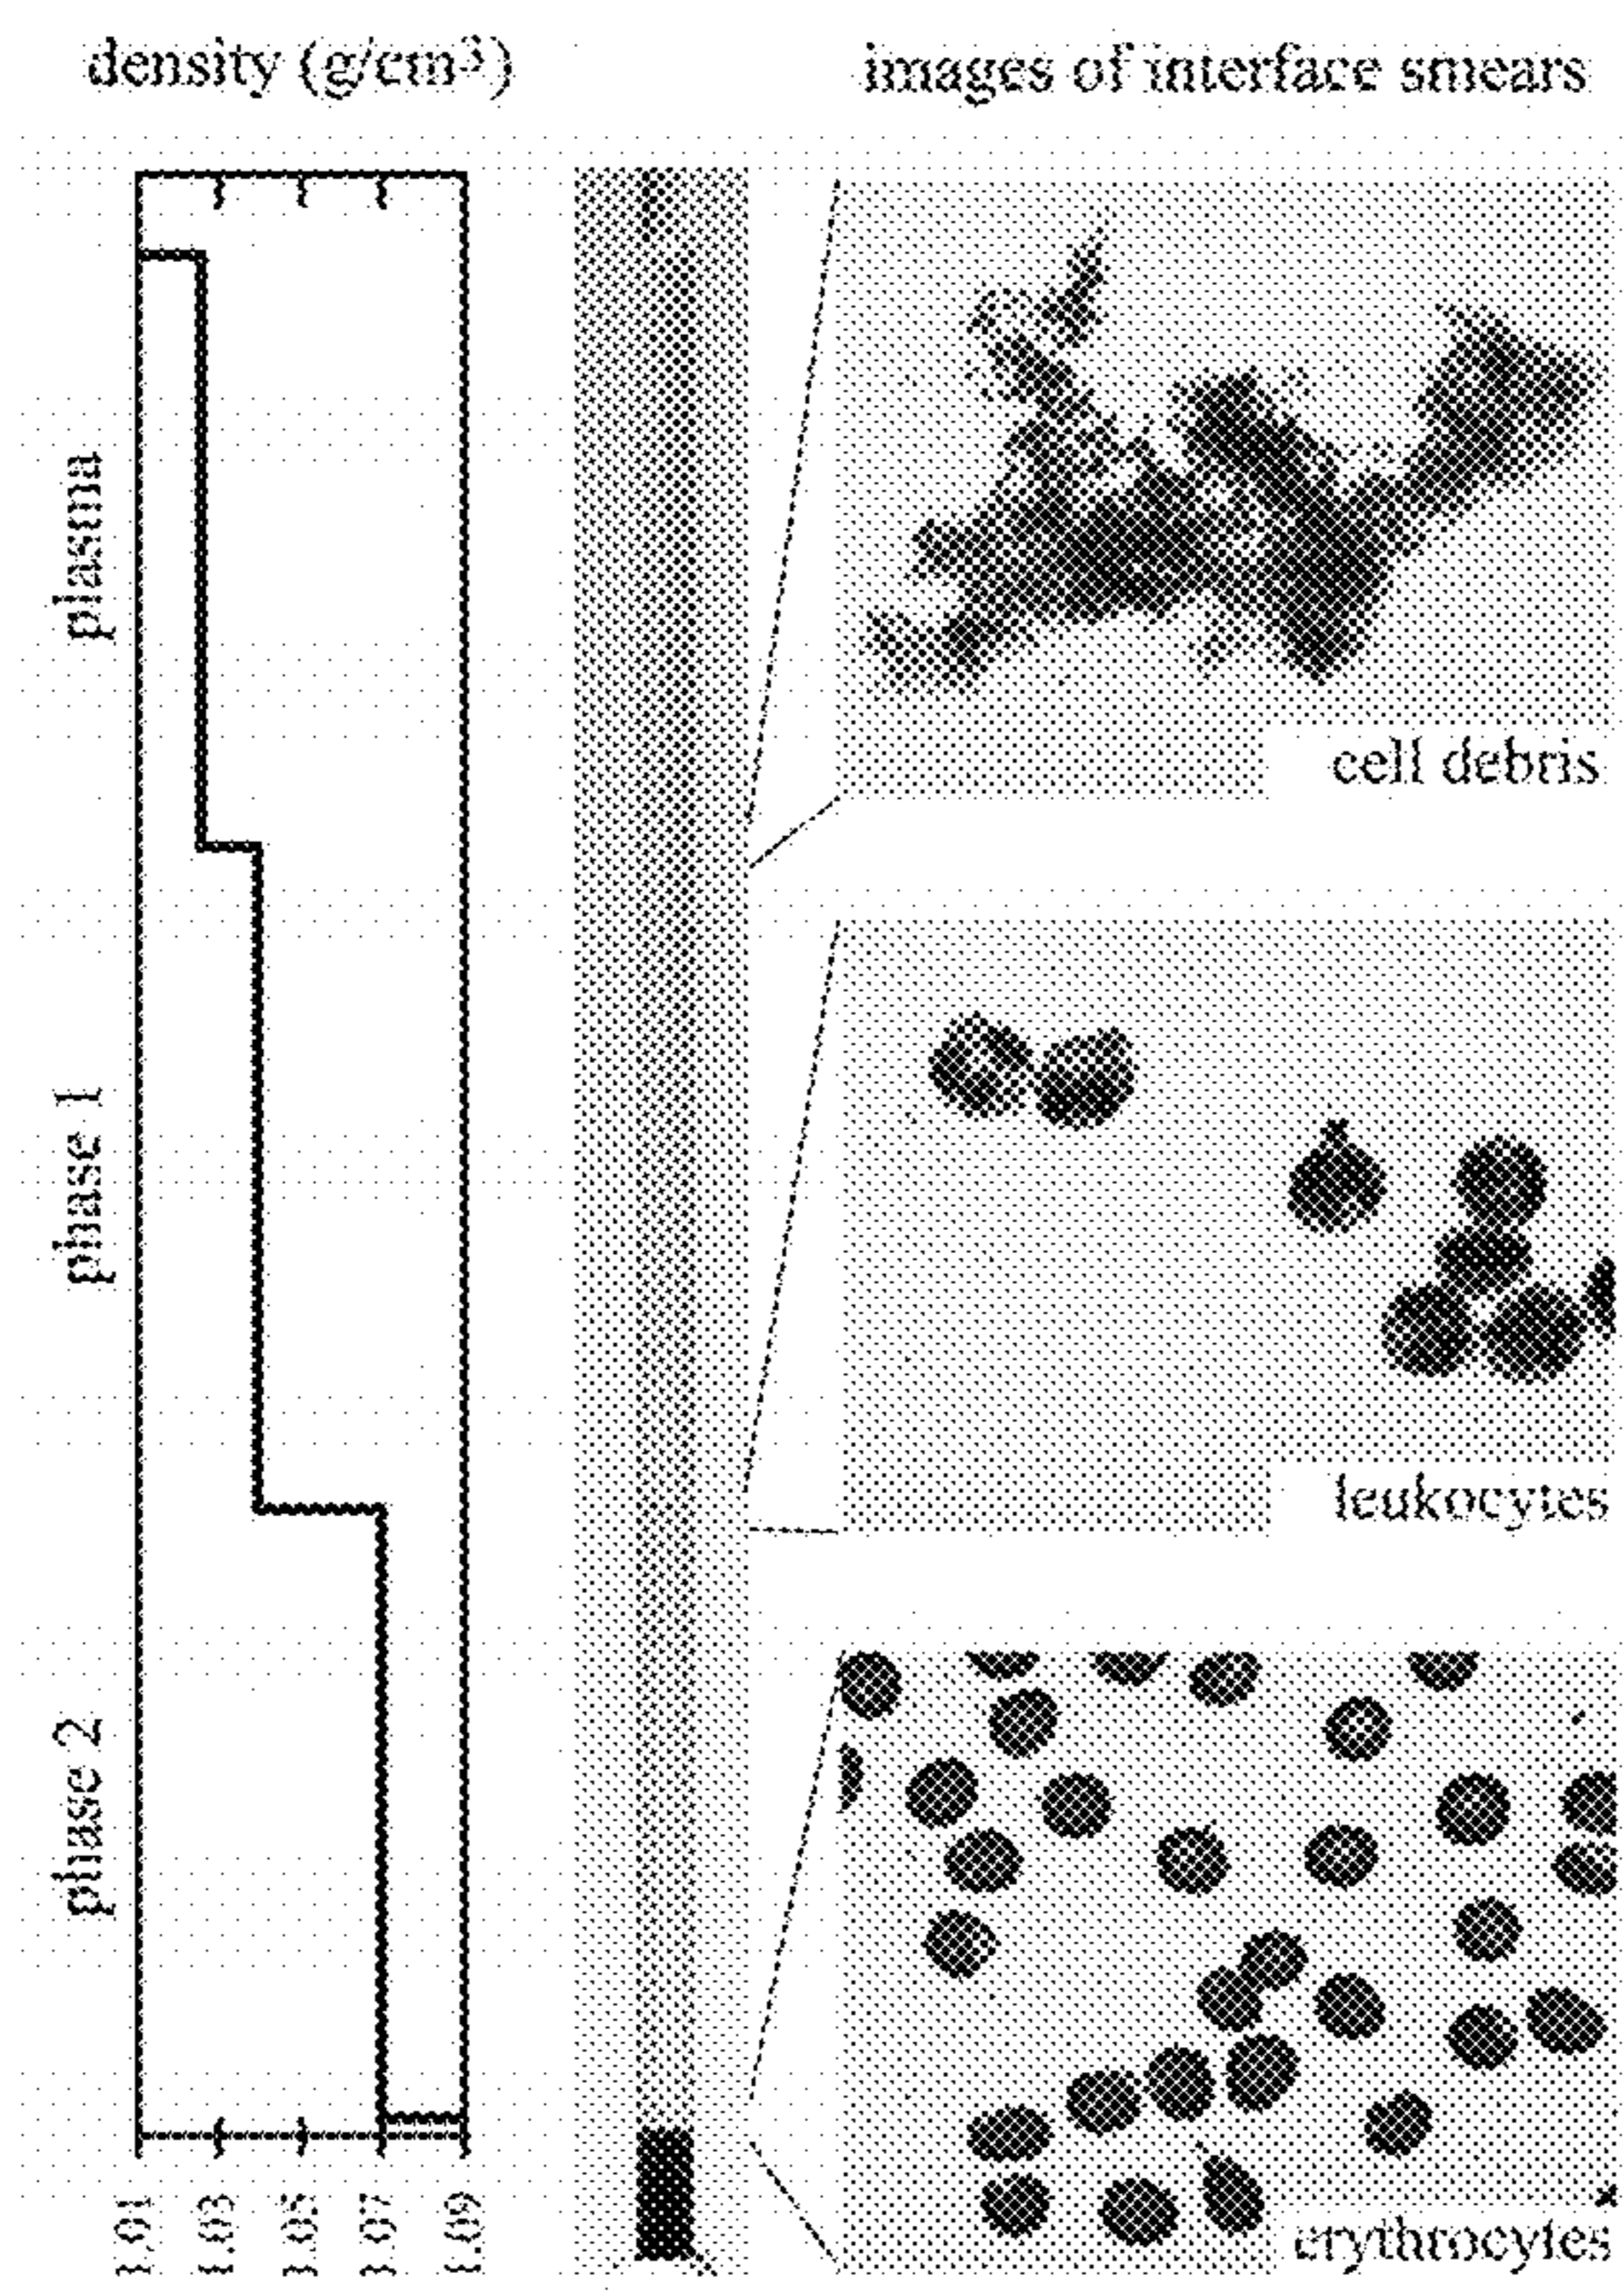 density (g/cm³)
images of interface smears
plasma
phase 1
phase 2
cell debris
leukocytes
erythrocytes
1.01
1.03
1.05
1.07
1.09